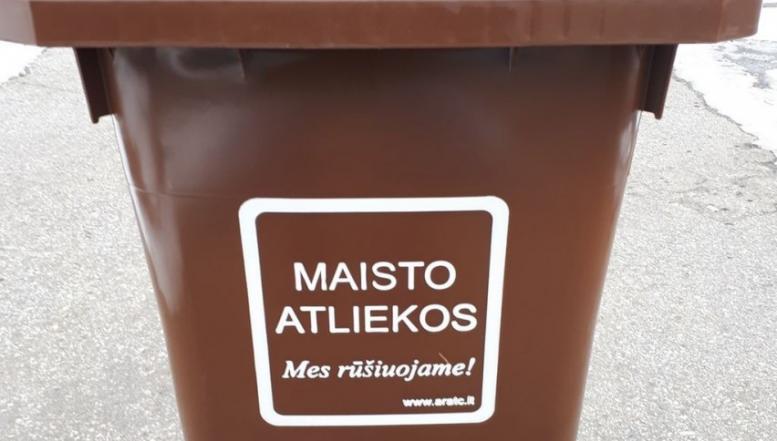 MAISTO
ATLIEKOS
Mes rūšiuojame!
www.aratc.lt